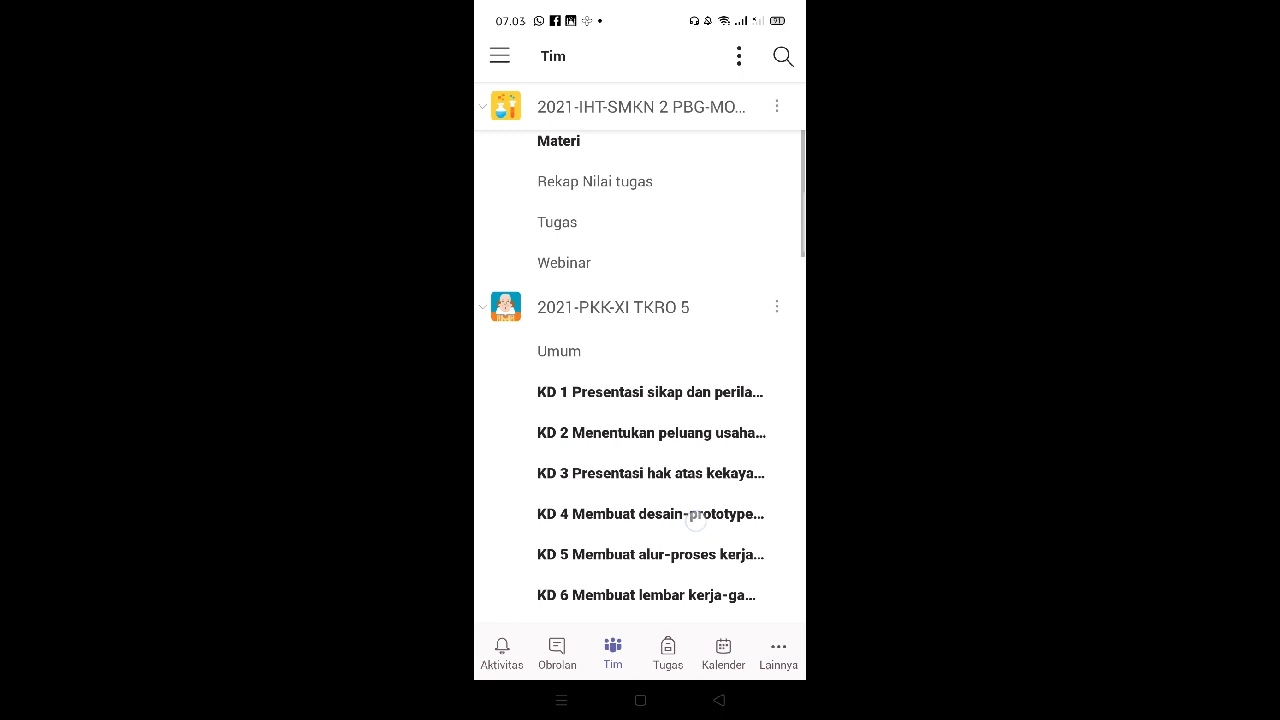 07.03
91
Tim
2021-IHT-SMKN 2 PBG-MO...
Materi
Rekap Nilai tugas
Tugas
Webinar
2021-PKK-XI TKRO 5
Umum
KD 1 Presentasi sikap dan perila...
KD 2 Menentukan peluang usaha...
KD 3 Presentasi hak atas kekaya...
KD 4 Membuat desain-prototype...
KD 5 Membuat alur-proses kerja...
KD 6 Membuat lembar kerja-ga...
Aktivitas Obrolan Tim Tugas Kalender Lainnya